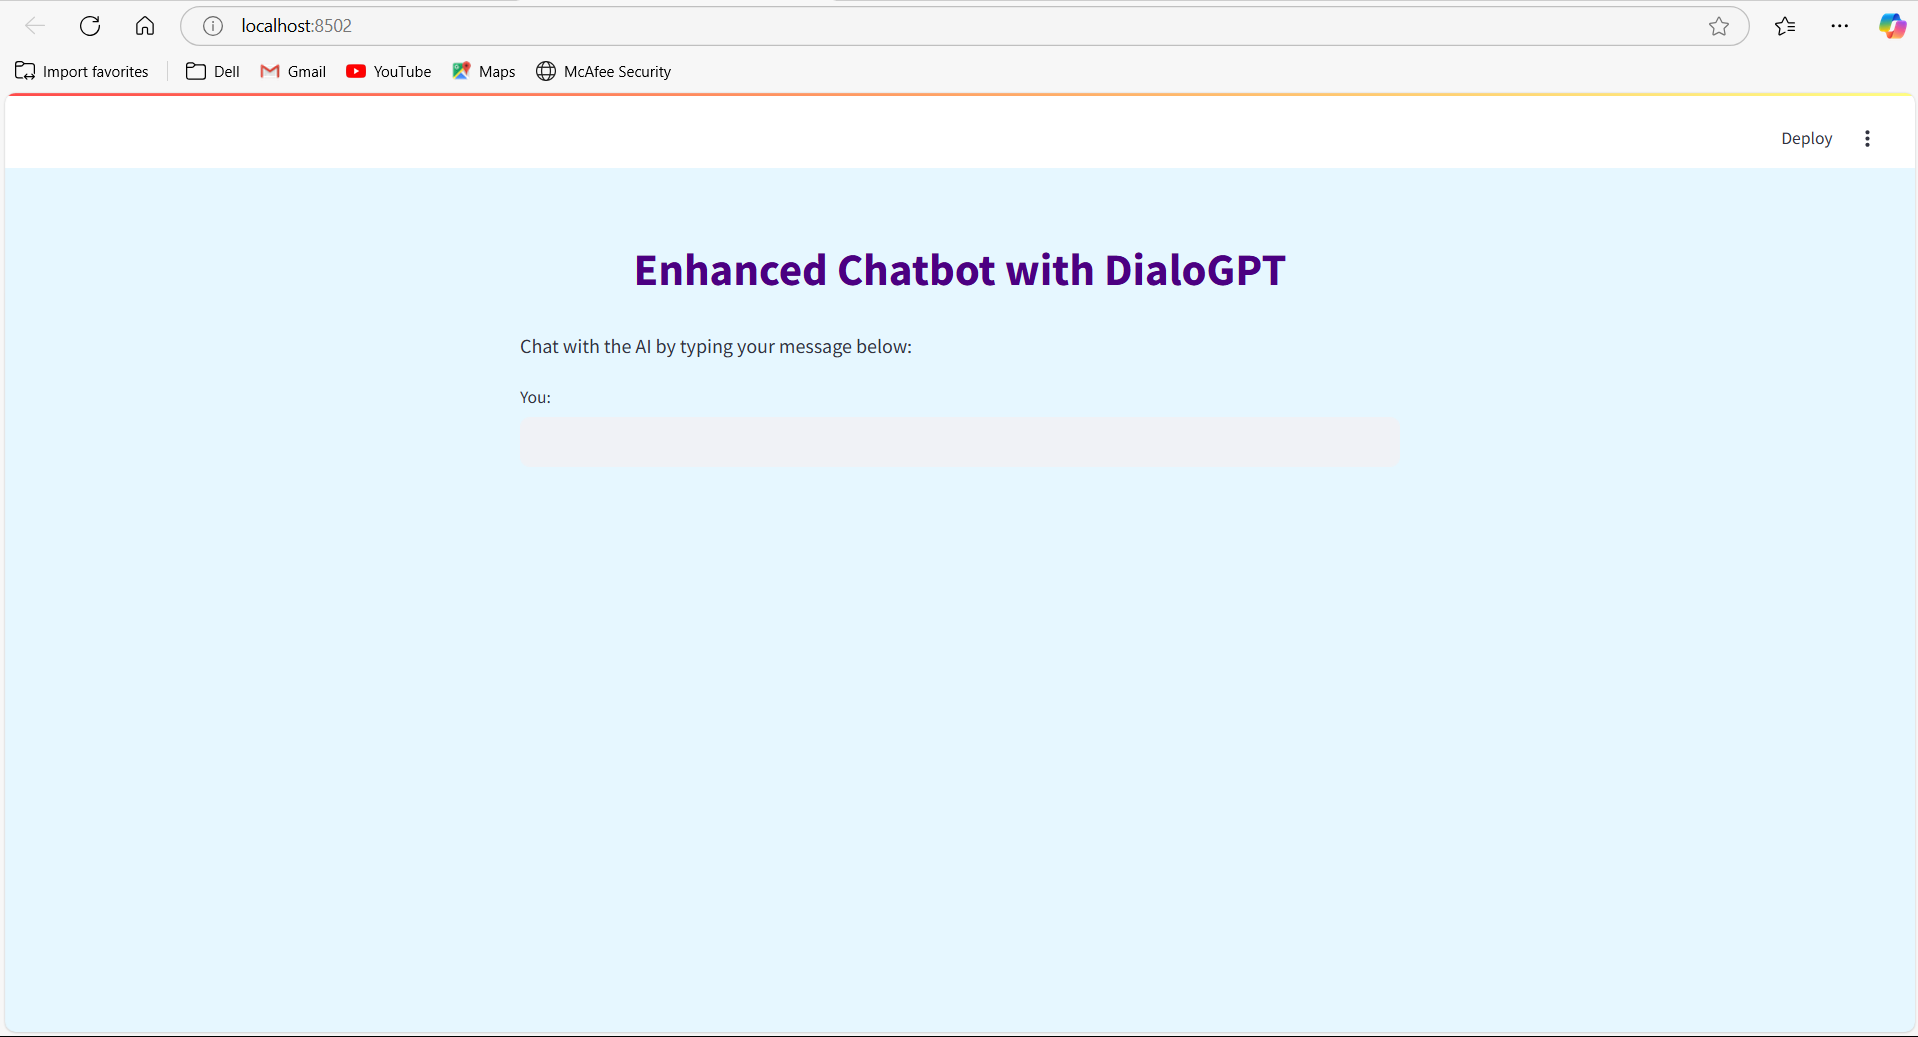 localhost:8502
Import favorites Dell Gmail YouTube Maps McAfee Security
Deploy
Enhanced Chatbot with DialoGPT
Chat with the AI by typing your message below:
You: